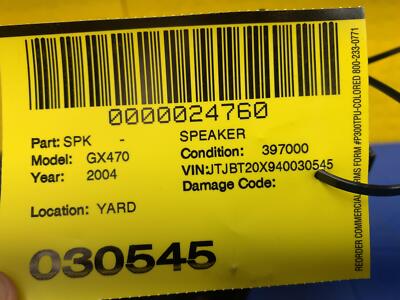 0000024760
Part: SPK - SPEAKER
Model: GX470 Condition: 397000
Year: 2004 VIN: JTJBT20X940030545
Damage Code:
Location: YARD
030545
REORDER COMMERCIAL FORMS FORM #P300TPU-COLORED 800-233-0771